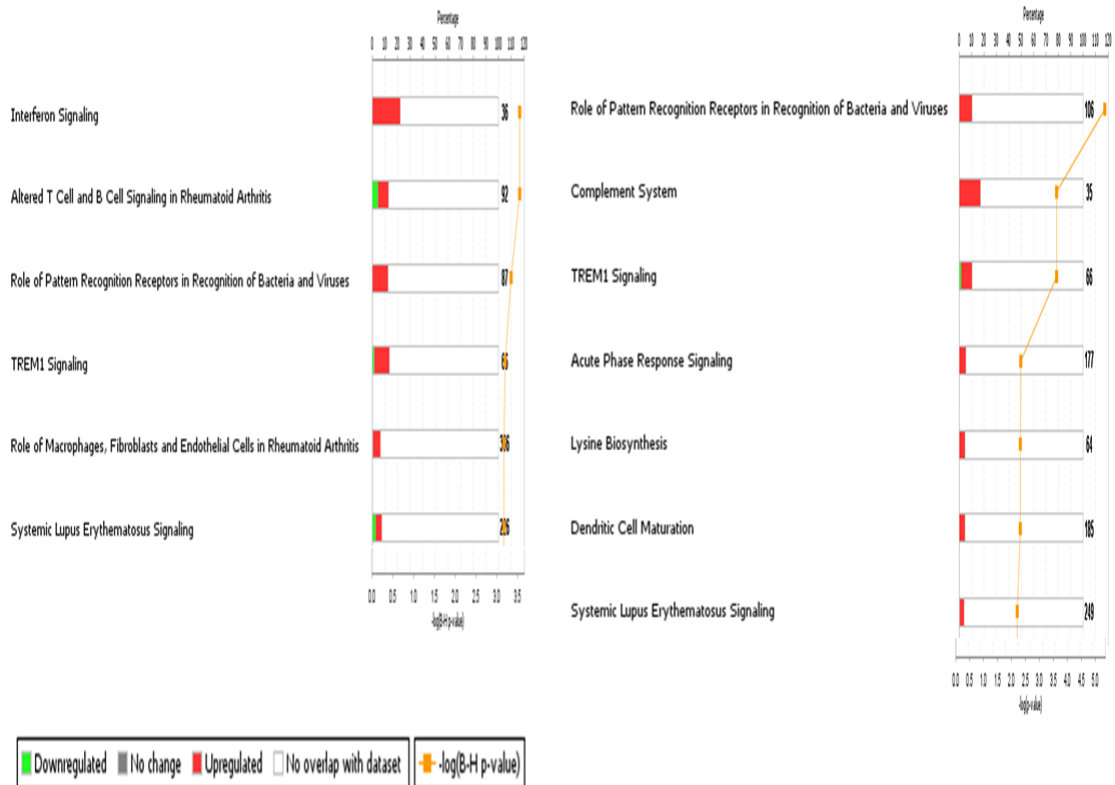 Percentage
0 10 20 30 40 50 60 70 80 90 100 110 120
Interferon Signaling 36
Altered T Cell and B Cell Signaling in Rheumatoid Arthritis 92
Role of Pattern Recognition Receptors in Recognition of Bacteria and Viruses 87
TREM1 Signaling 66
Role of Macrophages, Fibroblasts and Endothelial Cells in Rheumatoid Arthritis
Systemic Lupus Erythematosus Signaling
0.0 0.5 1.0 1.5 2.0 2.5 3.0 3.5
-log(B-H p-value)
Percentage
0 10 20 30 40 50 60 70 80 90 100 110 120
Role of Pattern Recognition Receptors in Recognition of Bacteria and Viruses 106
Complement System 35
TREM1 Signaling 66
Acute Phase Response Signaling 177
Lysine Biosynthesis 64
Dendritic Cell Maturation 185
Systemic Lupus Erythematosus Signaling 249
0.0 0.5 1.0 1.5 2.0 2.5 3.0 3.5 4.0 4.5 5.0
-log(p-value)
Downregulated No change Upregulated No overlap with dataset -log(B-H p-value)